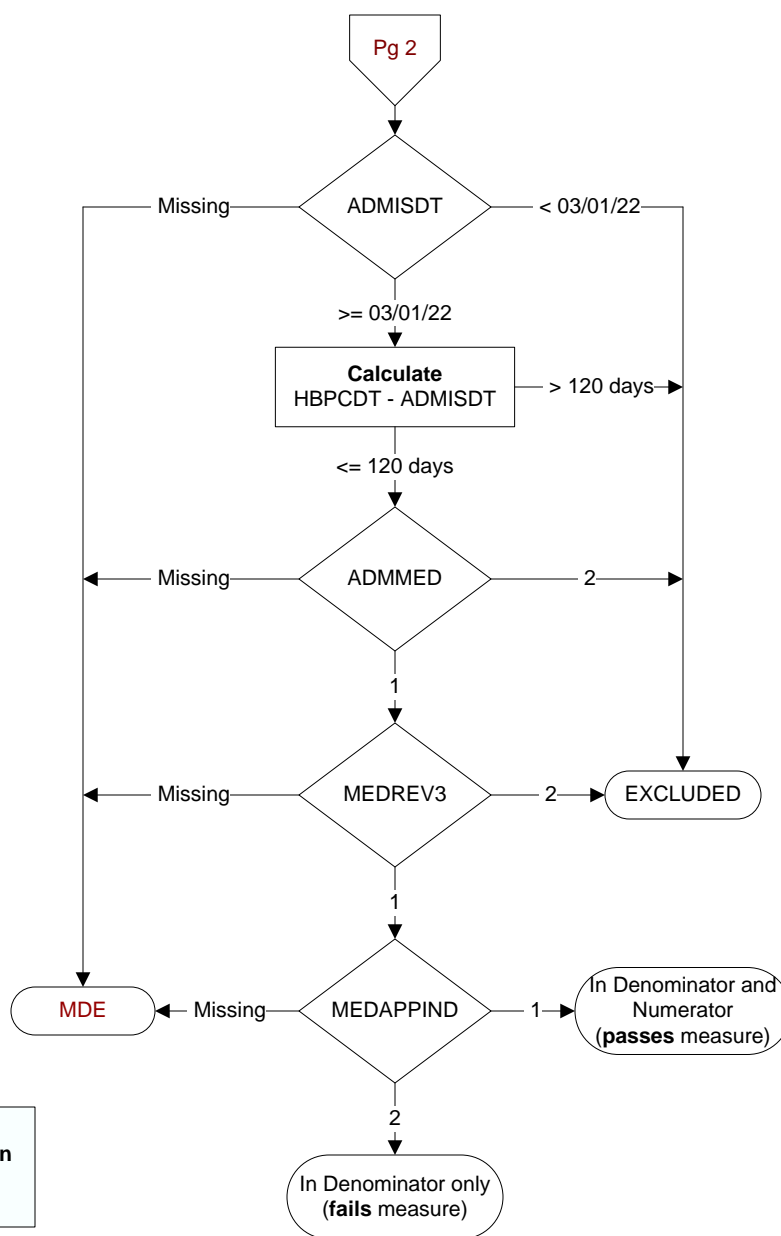 Pg 2
Missing
ADMISDT
< 03/01/22
>= 03/01/22
Calculate
HBPCDT - ADMISDT
> 120 days
<= 120 days
Missing
ADMMED
2
1
Missing
MEDREV3
2
EXCLUDED
1
MDE
Missing
MEDAPPIND
1
In Denominator and
Numerator
(passes measure)
2
In Denominator only
(fails measure)